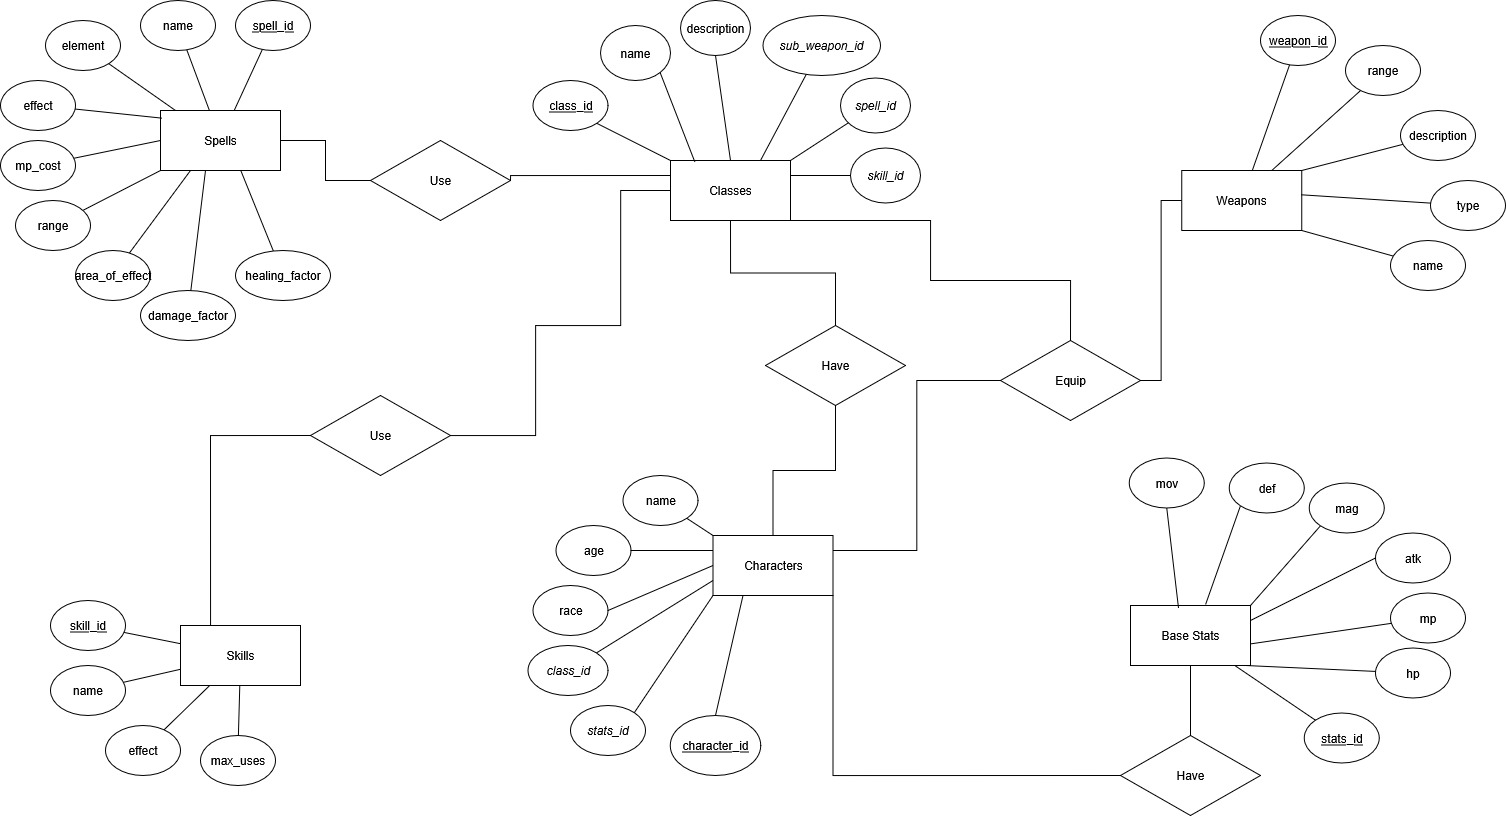 name
spell_id
element
effect
mp_cost
range
area_of_effect
damage_factor
healing_factor
Spells
Use
class_id
name
description
sub_weapon_id
spell_id
skill_id
Classes
weapon_id
range
description
type
name
Weapons
Have
Equip
Use
name
age
race
class_id
stats_id
character_id
Characters
skill_id
name
effect
max_uses
Skills
mov
def
mag
atk
mp
hp
stats_id
Base Stats
Have